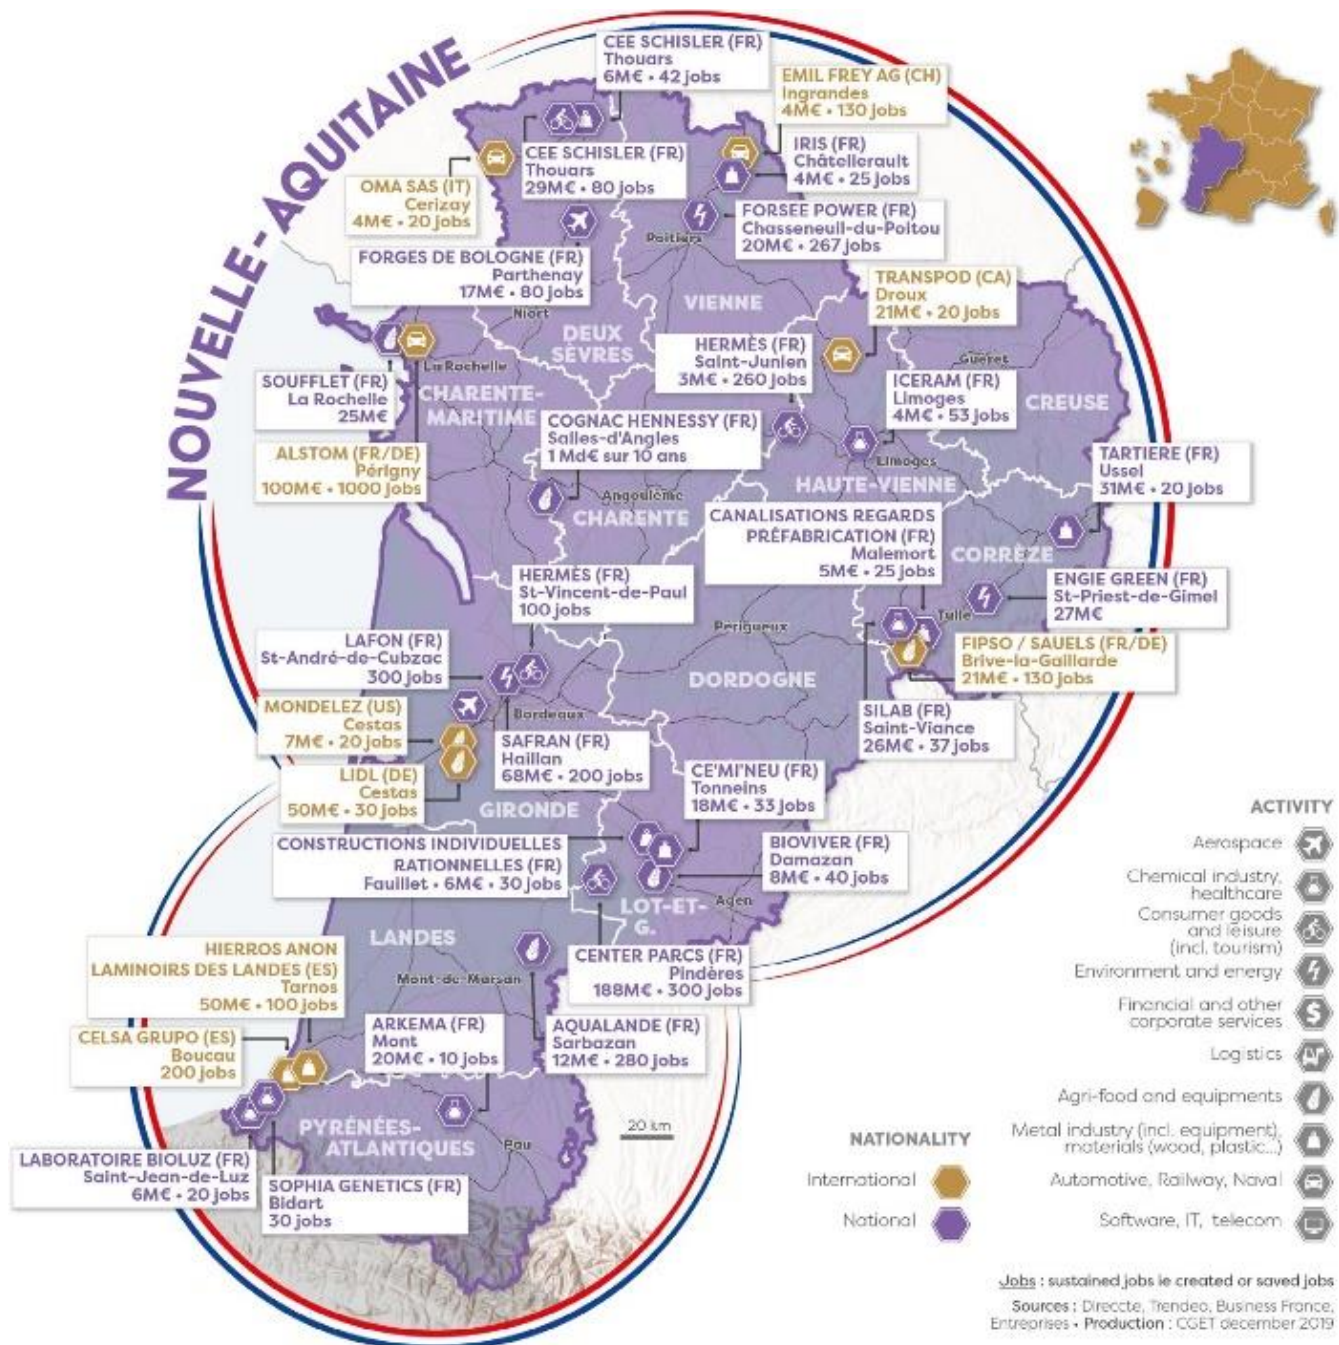 NOUVELLE-AQUITAINE
CEE SCHISLER (FR)
Thouars
6M€ • 42 jobs
EMIL FREY AG (CH)
Ingrandes
4M€ • 130 jobs
CEE SCHISLER (FR)
Thouars
29M€ • 80 jobs
IRIS (FR)
Châtellerault
4M€ • 25 jobs
OMA SAS (IT)
Cerizay
4M€ • 20 jobs
FORSEE POWER (FR)
Chasseneuil-du-Poitou
20M€ • 267 jobs
Poitiers
FORGES DE BOLOGNE (FR)
Parthenay
17M€ • 80 jobs
TRANSPOD (CA)
Droux
21M€ • 20 jobs
VIENNE
Niort
DEUX
SÈVRES
HERMÈS (FR)
Saint-Junien
3M€ • 260 jobs
Guéret
La Rochelle
SOUFFLET (FR)
La Rochelle
25M€
CHARENTE-
MARITIME
ICERAM (FR)
Limoges
4M€ • 53 jobs
CREUSE
COGNAC HENNESSY (FR)
Salles-d'Angles
1 Md€ sur 10 ans
ALSTOM (FR/DE)
Périgny
100M€ • 1000 jobs
Limoges
TARTIERE (FR)
Ussel
31M€ • 20 jobs
HAUTE-VIENNE
Angoulême
CHARENTE
CANALISATIONS REGARDS
PRÉFABRICATION (FR)
Malemort
5M€ • 25 jobs
CORRÈZE
HERMÈS (FR)
St-Vincent-de-Paul
100 jobs
ENGIE GREEN (FR)
St-Priest-de-Gimel
27M€
Tulle
Périgueux
LAFON (FR)
St-André-de-Cubzac
300 jobs
FIPSO / SAUELS (FR/DE)
Brive-la-Gaillarde
21M€ • 130 jobs
DORDOGNE
MONDELEZ (US)
Cestas
7M€ • 20 jobs
Bordeaux
SILAB (FR)
Saint-Viance
26M€ • 37 jobs
SAFRAN (FR)
Haillan
68M€ • 200 jobs
LIDL (DE)
Cestas
50M€ • 30 jobs
CE'MI'NEU (FR)
Tonneins
18M€ • 33 jobs
GIRONDE
CONSTRUCTIONS INDIVIDUELLES
RATIONNELLES (FR)
Fauillet • 6M€ • 30 jobs
BIOVIVER (FR)
Damazan
8M€ • 40 jobs
Agen
LOT-ET-
G.
LANDES
HIERROS ANON
LAMINOIRS DES LANDES (ES)
Tarnos
50M€ • 100 jobs
CENTER PARCS (FR)
Pindères
188M€ • 300 jobs
Mont-de-Marsan
ARKEMA (FR)
Mont
20M€ • 10 jobs
AQUALANDE (FR)
Sarbazan
12M€ • 280 jobs
CELSA GRUPO (ES)
Boucau
200 jobs
PYRÉNÉES-
ATLANTIQUES
Pau
20 km
LABORATOIRE BIOLUZ (FR)
Saint-Jean-de-Luz
6M€ • 20 jobs
SOPHIA GENETICS (FR)
Bidart
30 jobs
NATIONALITY
International
National
ACTIVITY
Aerospace
Chemical industry,
healthcare
Consumer goods
and leisure
(incl. tourism)
Environment and energy
Financial and other
corporate services
Logistics
Agri-food and equipments
Metal industry (incl. equipment),
materials (wood, plastic...)
Automotive, Railway, Naval
Software, IT, telecom
Jobs : sustained jobs ie created or saved jobs
Sources : Direccte, Trendeo, Business France,
Entreprises • Production : CGET december 2019